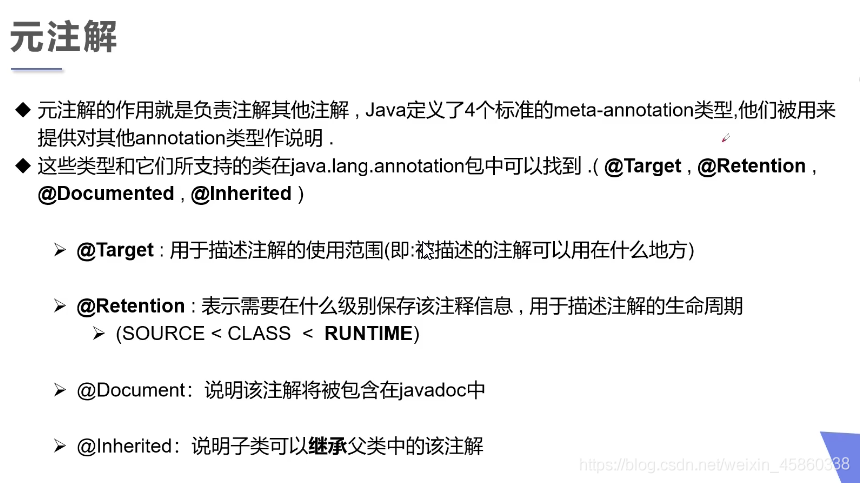 元注解
◆ 元注解的作用就是负责注解其他注解 , Java定义了4个标准的meta-annotation类型,他们被用来
提供对其他annotation类型作说明 .
◆ 这些类型和它们所支持的类在java.lang.annotation包中可以找到 .( @Target , @Retention ,
@Documented , @Inherited )
➢ @Target : 用于描述注解的使用范围(即:被描述的注解可以用在什么地方)
➢ @Retention : 表示需要在什么级别保存该注释信息 , 用于描述注解的生命周期
➢ (SOURCE < CLASS < RUNTIME)
➢ @Document：说明该注解将被包含在javadoc中
➢ @Inherited：说明子类可以继承父类中的该注解
https://blog.csdn.net/weixin_45860338